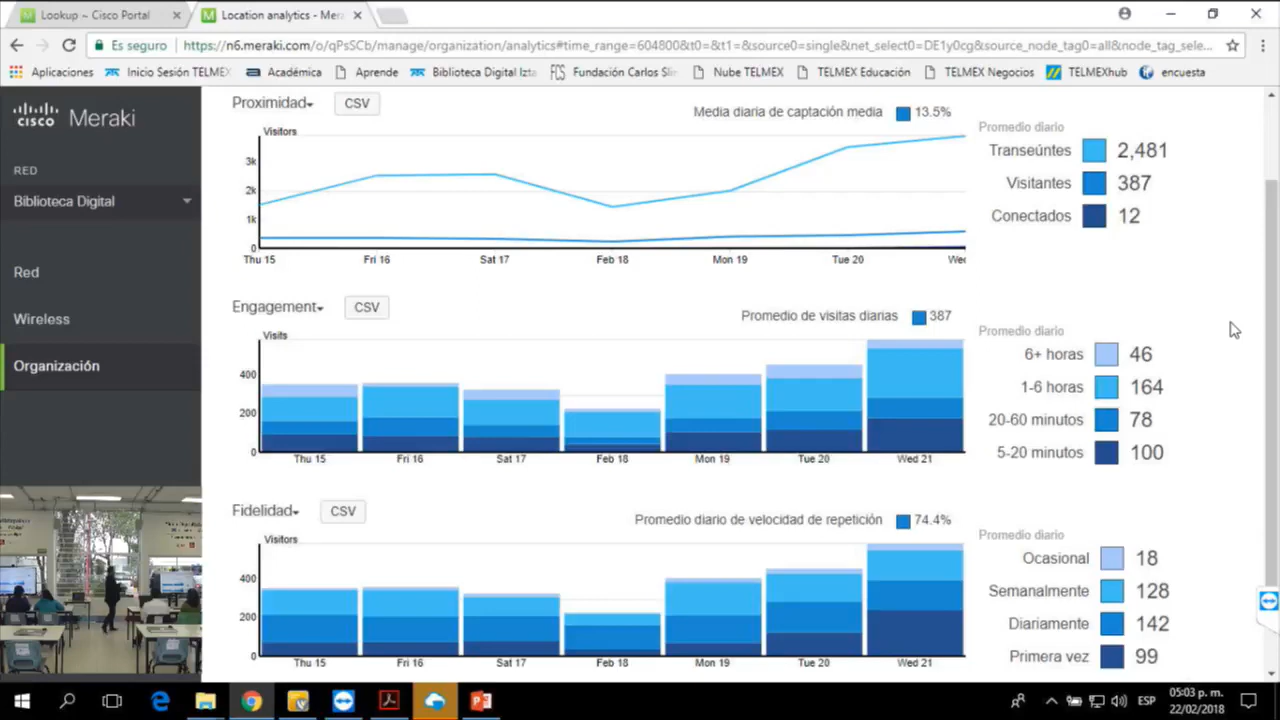 Lookup ~ Cisco Portal
Location analytics - Mera
Es seguro
https://n6.meraki.com/o/qPsSCb/manage/organization/analytics#time_range=604800&t0=&t1=&source0=single&net_select0=DE1y0cg&source_node_tag0=all&node_tag_sele...
Aplicaciones
Inicio Sesión TELMEX
Académica
Aprende
Biblioteca Digital Izta
Fundación Carlos Slim
Nube TELMEX
TELMEX Educación
TELMEX Negocios
TELMEXhub
encuesta
cisco Meraki
RED
Biblioteca Digital
Red
Wireless
Organización
Proximidad
CSV
Media diaria de captación media 13.5%
Visitors
3k
2k
1k
0
Thu 15 Fri 16 Sat 17 Feb 18 Mon 19 Tue 20 Wed
Promedio diario
Transeúntes 2,481
Visitantes 387
Conectados 12
Engagement
CSV
Promedio de visitas diarias 387
Visits
400
200
0
Thu 15 Fri 16 Sat 17 Feb 18 Mon 19 Tue 20 Wed 21
Promedio diario
6+ horas 46
1-6 horas 164
20-60 minutos 78
5-20 minutos 100
Fidelidad
CSV
Promedio diario de velocidad de repetición 74.4%
Visitors
400
200
0
Thu 15 Fri 16 Sat 17 Feb 18 Mon 19 Tue 20 Wed 21
Promedio diario
Ocasional 18
Semanalmente 128
Diariamente 142
Primera vez 99
ESP
05:03 p. m.
22/02/2018